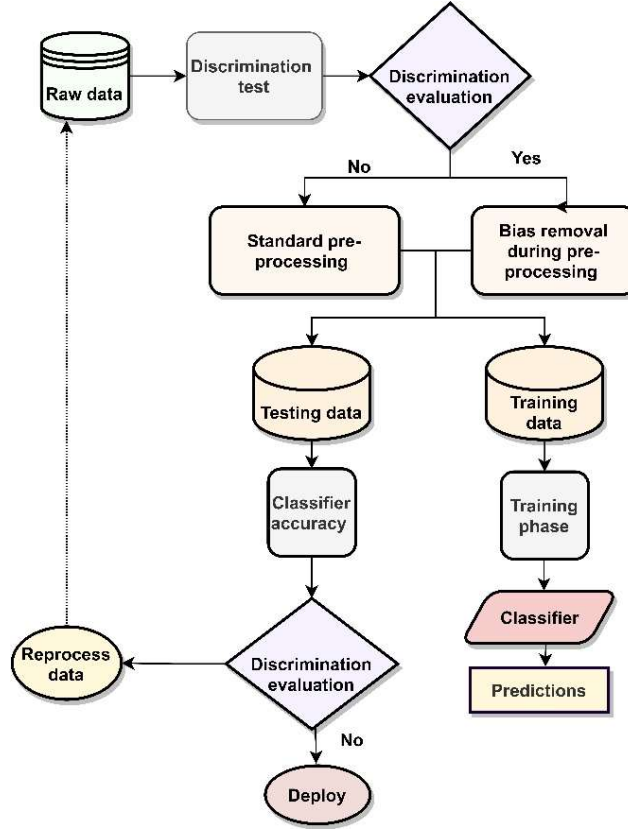 Raw data
Discrimination
test
Discrimination
evaluation
No
Yes
Standard pre-
processing
Bias removal
during pre-
processing
Testing data
Training
data
Classifier
accuracy
Training
phase
Classifier
Predictions
Reprocess
data
Discrimination
evaluation
No
Deploy